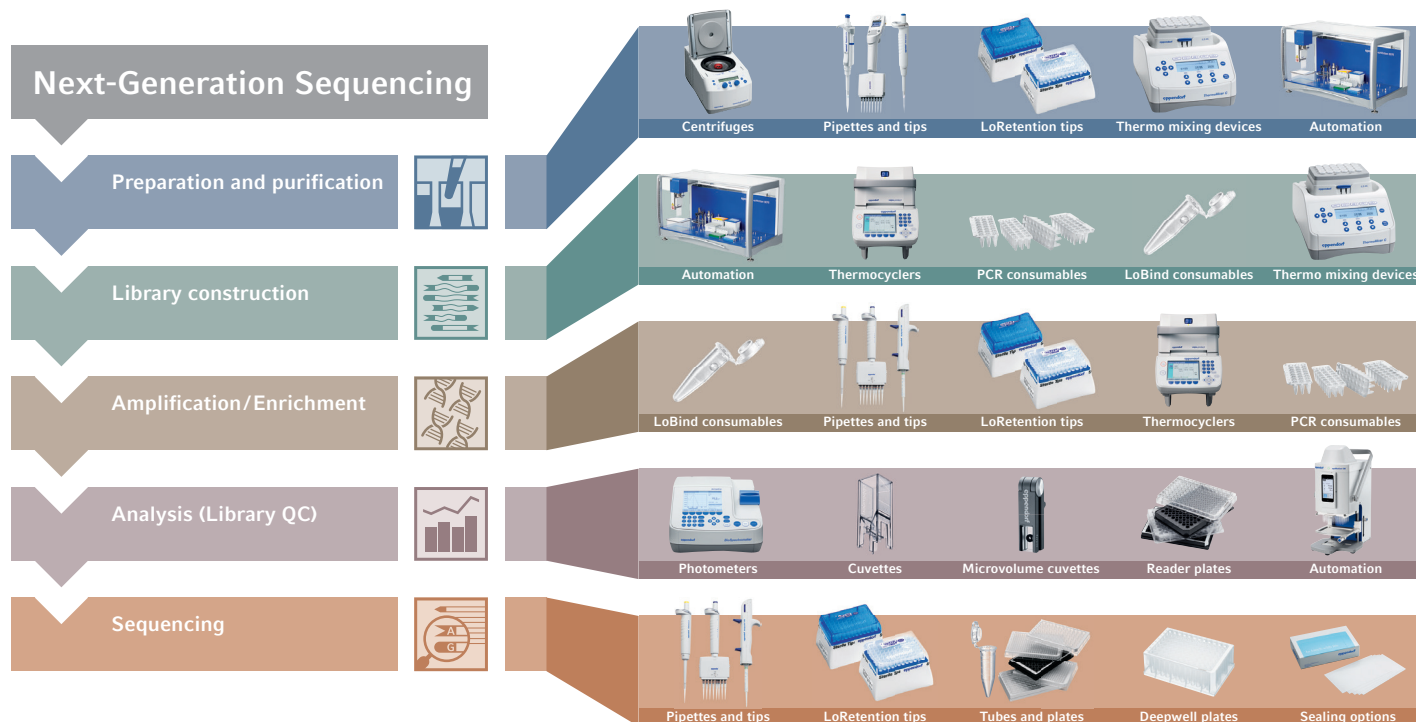 Next-Generation Sequencing
Preparation and purification
Centrifuges
Pipettes and tips
LoRetention tips
Thermo mixing devices
Automation
Library construction
Automation
Thermocyclers
PCR consumables
LoBind consumables
Thermo mixing devices
Amplification/Enrichment
LoBind consumables
Pipettes and tips
LoRetention tips
Thermocyclers
PCR consumables
Analysis (Library QC)
Photometers
Cuvettes
Microvolume cuvettes
Reader plates
Automation
Sequencing
A
G
Pipettes and tips
LoRetention tips
Tubes and plates
Deepwell plates
Sealing options
eppendorf